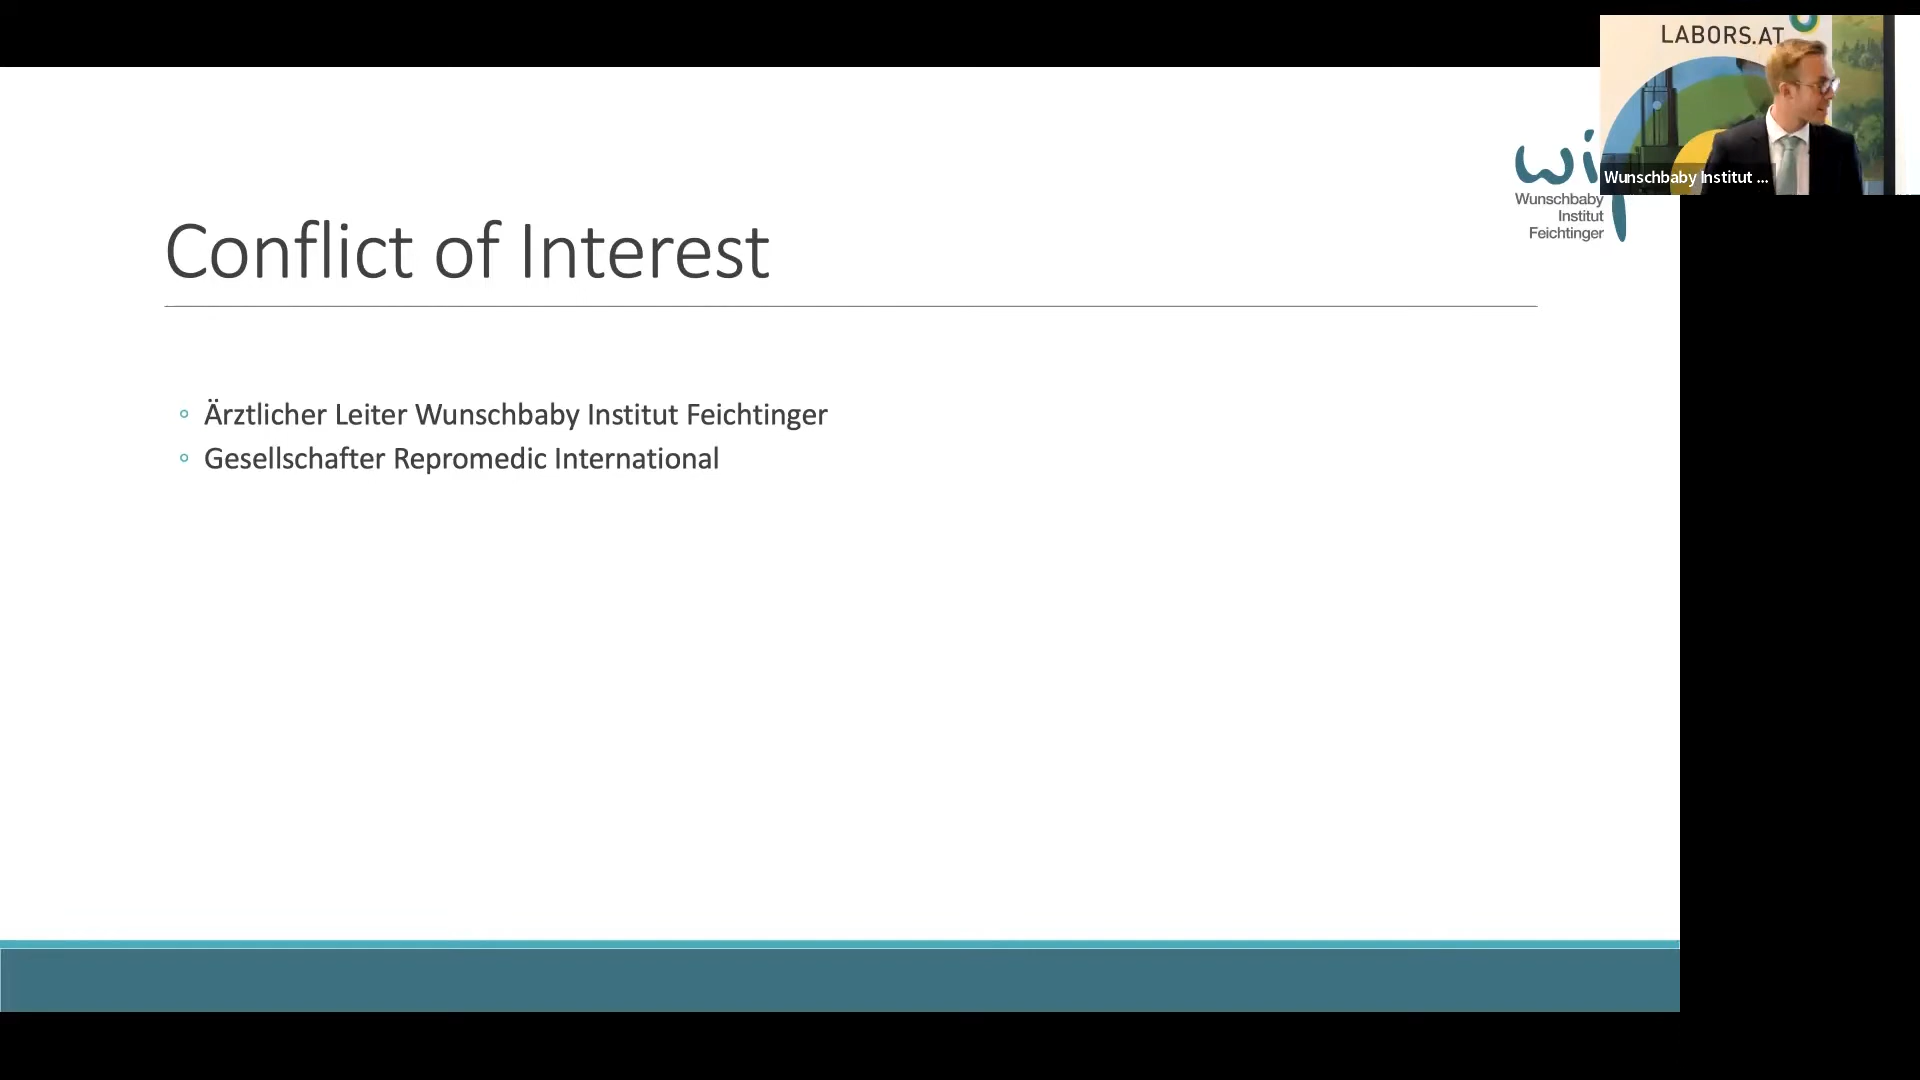 LABORS.AT
Wunschbaby Institut ...
wi
Wunschbaby
Institut
Feichtinger
Conflict of Interest
Ärztlicher Leiter Wunschbaby Institut Feichtinger
Gesellschafter Repromedic International